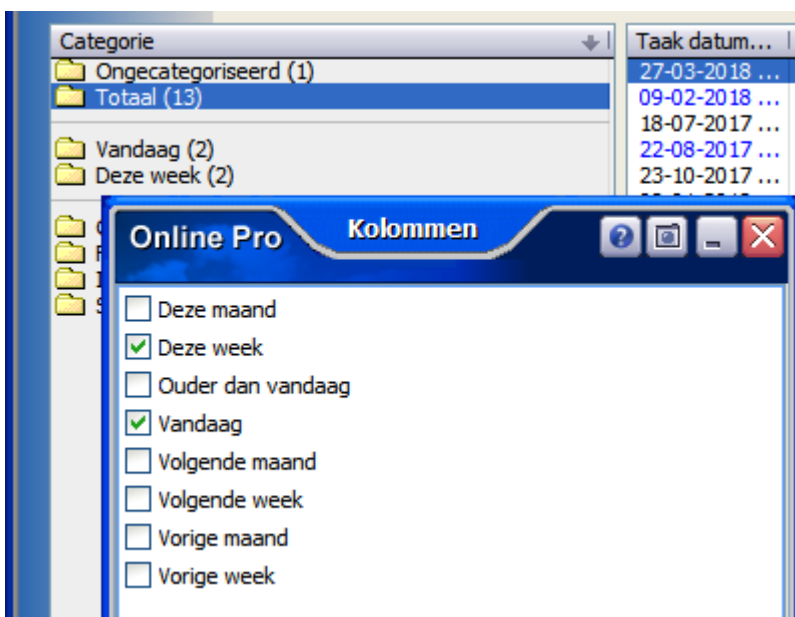 Categorie
Ongecategoriseerd (1)
Totaal (13)
Vandaag (2)
Deze week (2)
Taak datum...
27-03-2018 ...
09-02-2018 ...
18-07-2017 ...
22-08-2017 ...
23-10-2017 ...
Online Pro
Kolommen
Deze maand
Deze week
Ouder dan vandaag
Vandaag
Volgende maand
Volgende week
Vorige maand
Vorige week